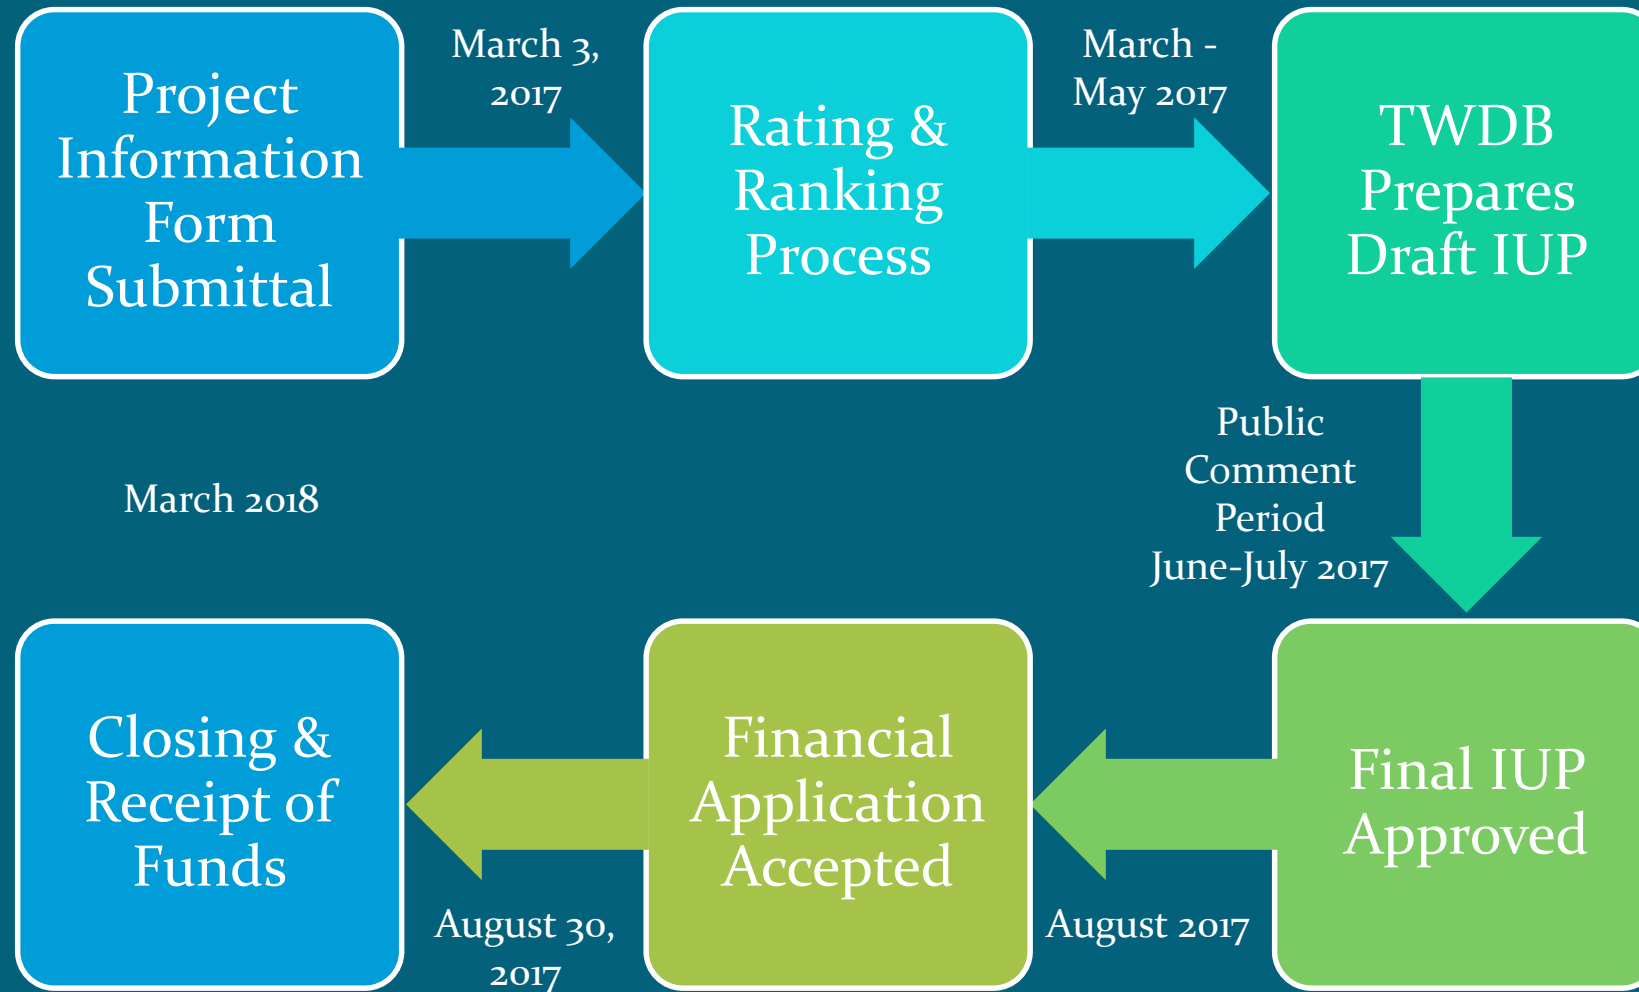 Project
Information
Form
Submittal
March 3,
2017
Rating &
Ranking
Process
March -
May 2017
TWDB
Prepares
Draft IUP
Public
Comment
Period
June-July 2017
Final IUP
Approved
August 2017
Financial
Application
Accepted
August 30,
2017
Closing &
Receipt of
Funds
March 2018